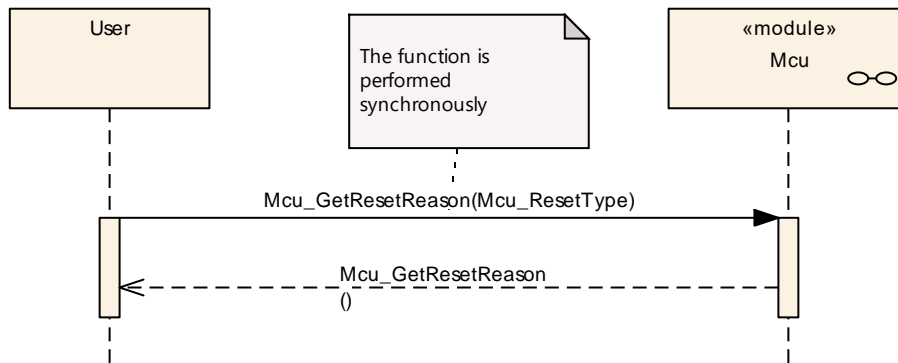 User
«module»
Mcu
The function is
performed
synchronously
Mcu_GetResetReason(Mcu_ResetType)
Mcu_GetResetReason
()